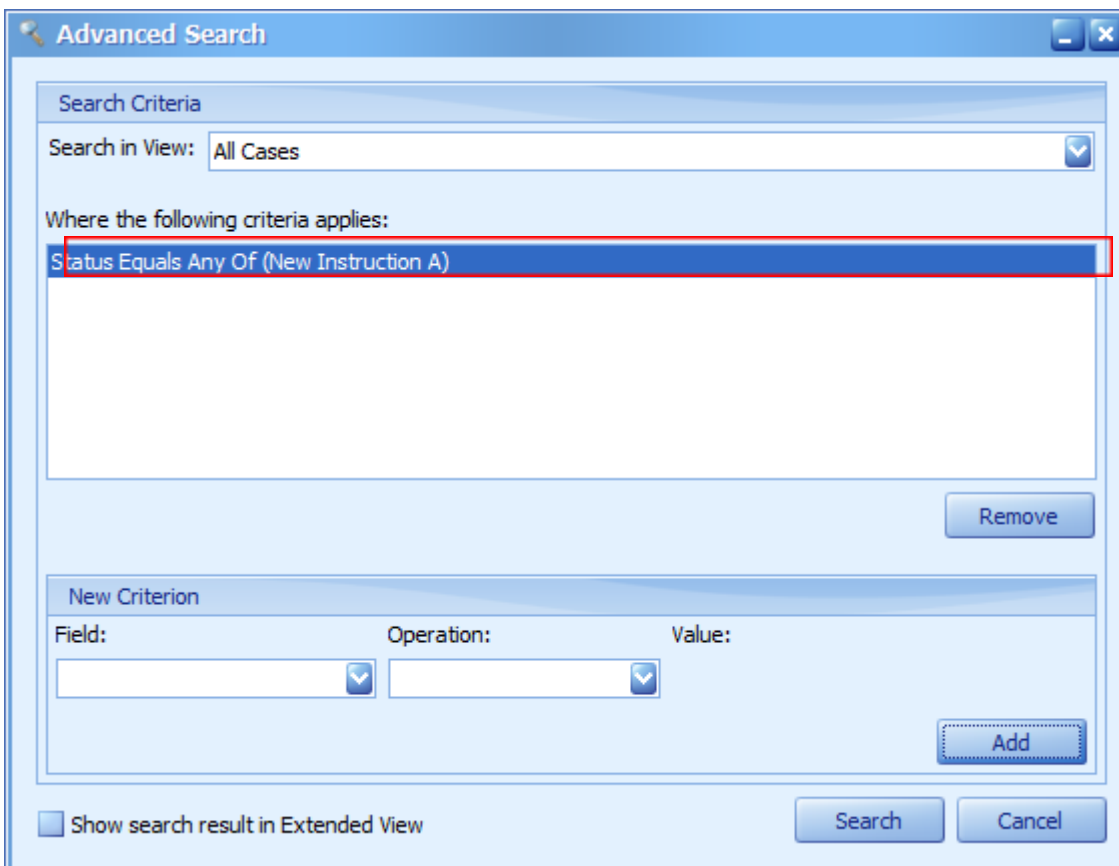 Advanced Search
Search Criteria
Search in View: All Cases
Where the following criteria applies:
Status Equals Any Of (New Instruction A)
Remove
New Criterion
Field: Operation: Value:
Add
Show search result in Extended View Search Cancel